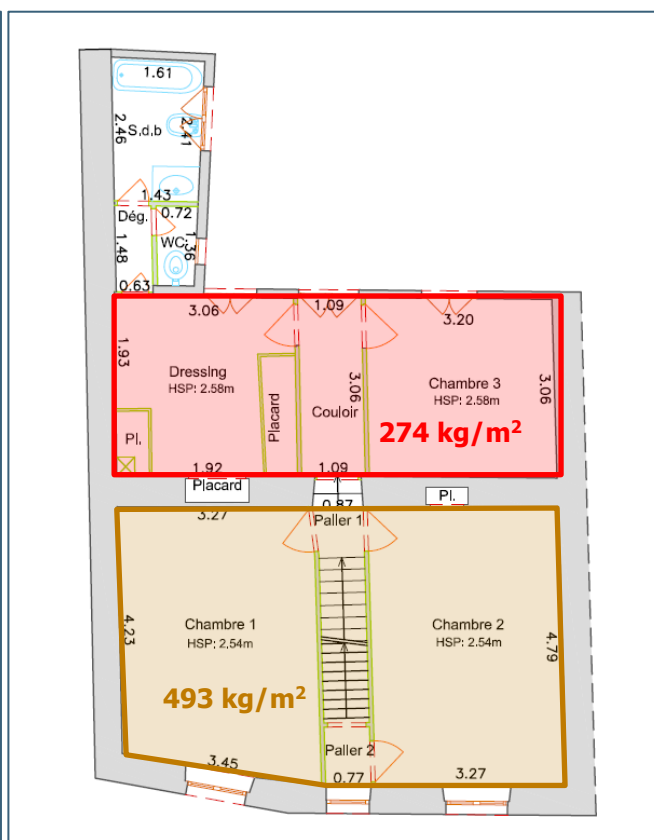 1.61
2.46
S.d.b
2.41
1.43
Dég.
0.72
1.48
WC
1.36
0.63
3.06
1.09
3.20
1.93
Dressing
HSP: 2.58m
3.06
Chambre 3
HSP: 2.58m
3.06
Placard
Couloir
274 kg/m²
Pl.
1.92
1.09
Placard
Pl.
0.87
3.27
Palier 1
Chambre 1
HSP: 2.54m
Chambre 2
HSP: 2.54m
4.23
4.79
493 kg/m²
Palier 2
3.45
0.77
3.27